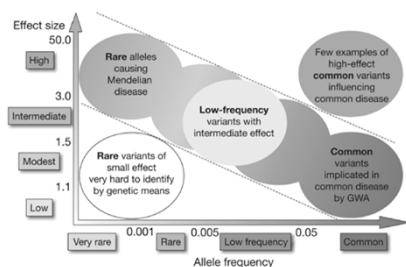 Effect size
50.0
High
3.0
Intermediate
1.5
Modest
1.1
Low
Rare alleles
causing
Mendelian
disease
Low-frequency
variants with
intermediate effect
Few examples of
high-effect
common variants
influencing
common disease
Rare variants of
small effect
very hard to identify
by genetic means
Common
variants
implicated in
common disease
by GWA
0.001
0.005
0.05
Very rare
Rare
Low frequency
Common
Allele frequency